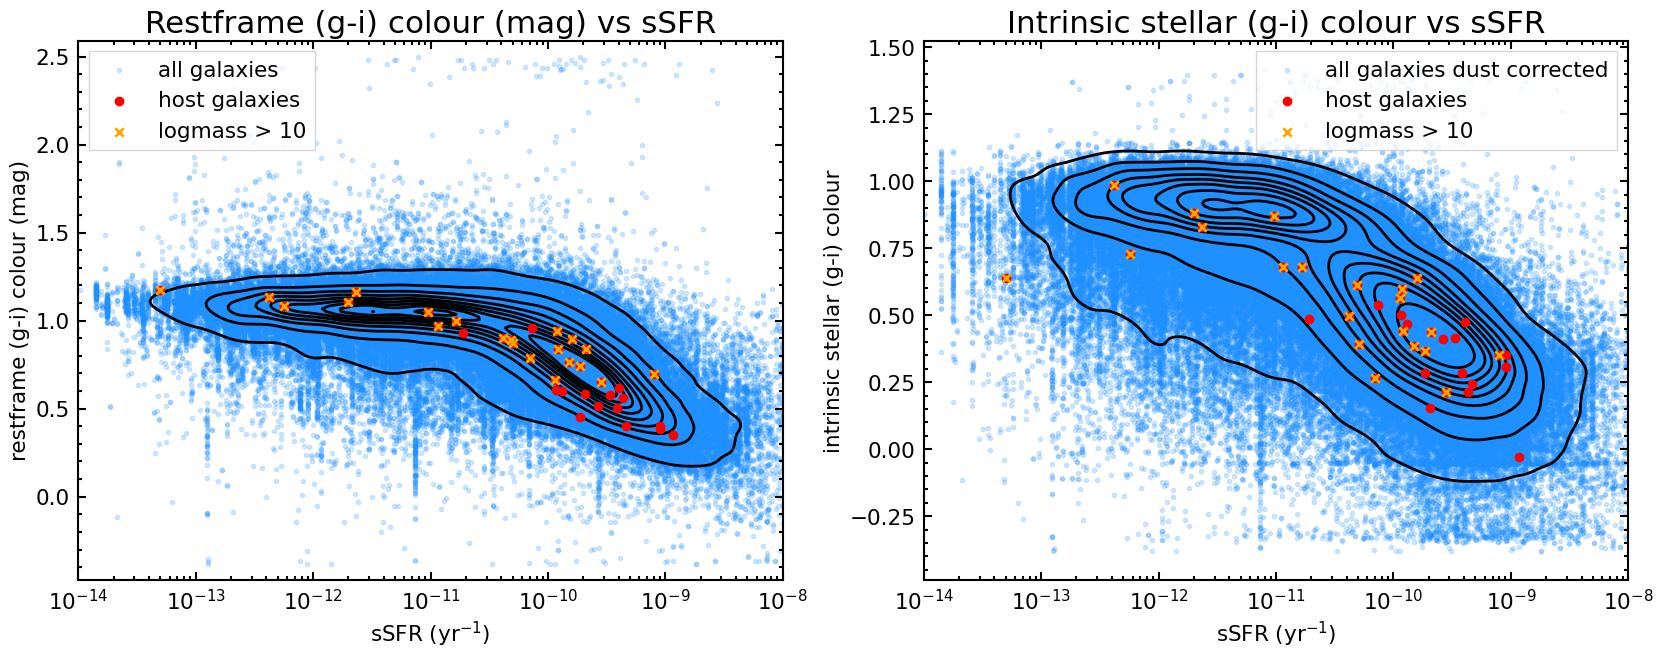 Restframe (g-i) colour (mag) vs sSFR
all galaxies
host galaxies
logmass > 10
restframe (g-i) colour (mag)
2.5
2.0
1.5
1.0
0.5
0.0
10⁻¹⁴ 10⁻¹³ 10⁻¹² 10⁻¹¹ 10⁻¹⁰ 10⁻⁹ 10⁻⁸
sSFR (yr⁻¹)
Intrinsic stellar (g-i) colour vs sSFR
all galaxies dust corrected
host galaxies
logmass > 10
intrinsic stellar (g-i) colour
1.50
1.25
1.00
0.75
0.50
0.25
0.00
−0.25
10⁻¹⁴ 10⁻¹³ 10⁻¹² 10⁻¹¹ 10⁻¹⁰ 10⁻⁹ 10⁻⁸
sSFR (yr⁻¹)